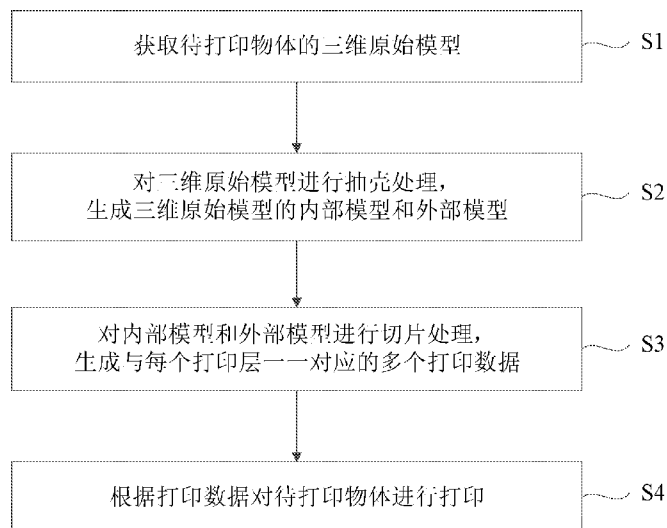 获取待打印物体的三维原始模型
S1
对三维原始模型进行抽壳处理，
生成三维原始模型的内部模型和外部模型
S2
对内部模型和外部模型进行切片处理，
生成与每个打印层一一对应的多个打印数据
S3
根据打印数据对待打印物体进行打印
S4